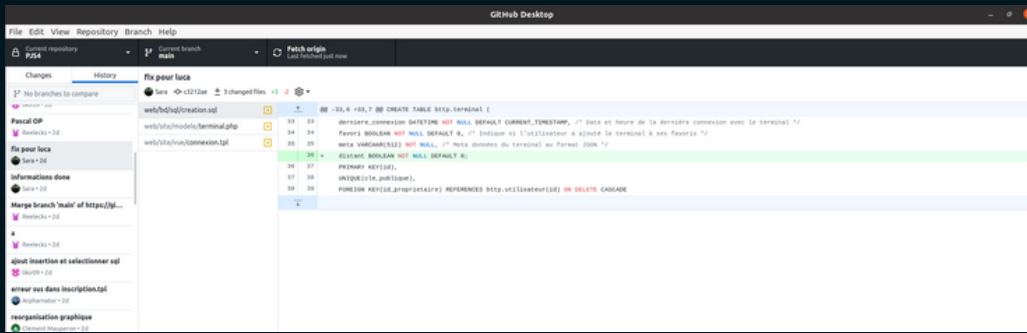 GitHub Desktop
File Edit View Repository Branch Help
Current repository
PJS4
Current branch
main
Fetch origin
Last fetched just now
Changes
History
No branches to compare
Pascal OP
Reelecks • 2d
fix pour luca
Sara • 2d
informations done
Sara • 2d
Merge branch 'main' of https://gi...
Reelecks • 2d
a
Reelecks • 2d
ajout insertion et selectionner sql
• 2d
erreur sus dans inscription.tpl
Arphamator • 2d
reorganisation graphique
Clément Mauperon • 2d
fix pour luca
Sara c3212ae 3 changed files +3 -2
web/bd/sql/creation.sql
web/site/modele/terminal.php
web/site/vue/connexion.tpl
@@ -33,6 +33,7 @@ CREATE TABLE bttp.terminal (
33 33 derniere_connexion DATETIME NOT NULL DEFAULT CURRENT_TIMESTAMP, /* Date et heure de la dernière connexion avec le terminal */
34 34 favori BOOLEAN NOT NULL DEFAULT 0, /* Indique si l'utilisateur a ajouté le terminal à ses favoris */
35 35 meta VARCHAR(512) NOT NULL, /* Meta données du terminal au format JSON */
36 + distant BOOLEAN NOT NULL DEFAULT 0;
36 37 PRIMARY KEY(id),
37 38 UNIQUE(cle_publique),
38 39 FOREIGN KEY(id_proprietaire) REFERENCES bttp.utilisateur(id) ON DELETE CASCADE